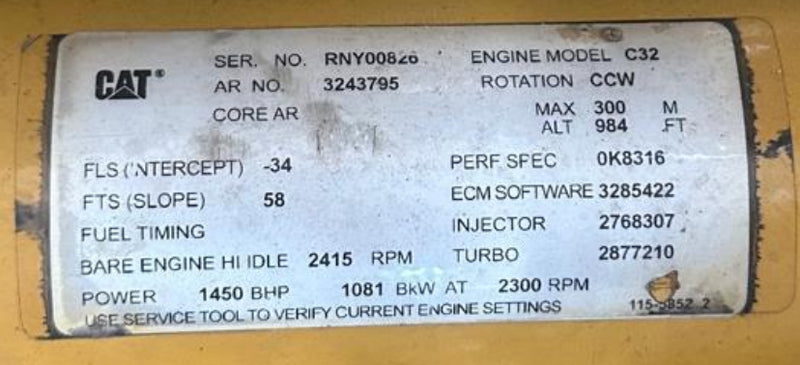 CAT®
SER. NO. RNY00826 ENGINE MODEL C32
AR NO. 3243795 ROTATION CCW
CORE AR MAX 300 M
ALT 984 FT
FLS (INTERCEPT) -34 PERF SPEC 0K8316
FTS (SLOPE) 58 ECM SOFTWARE 3285422
FUEL TIMING INJECTOR 2768307
BARE ENGINE HI IDLE 2415 RPM TURBO 2877210
POWER 1450 BHP 1081 BkW AT 2300 RPM
USE SERVICE TOOL TO VERIFY CURRENT ENGINE SETTINGS 115-5852 2